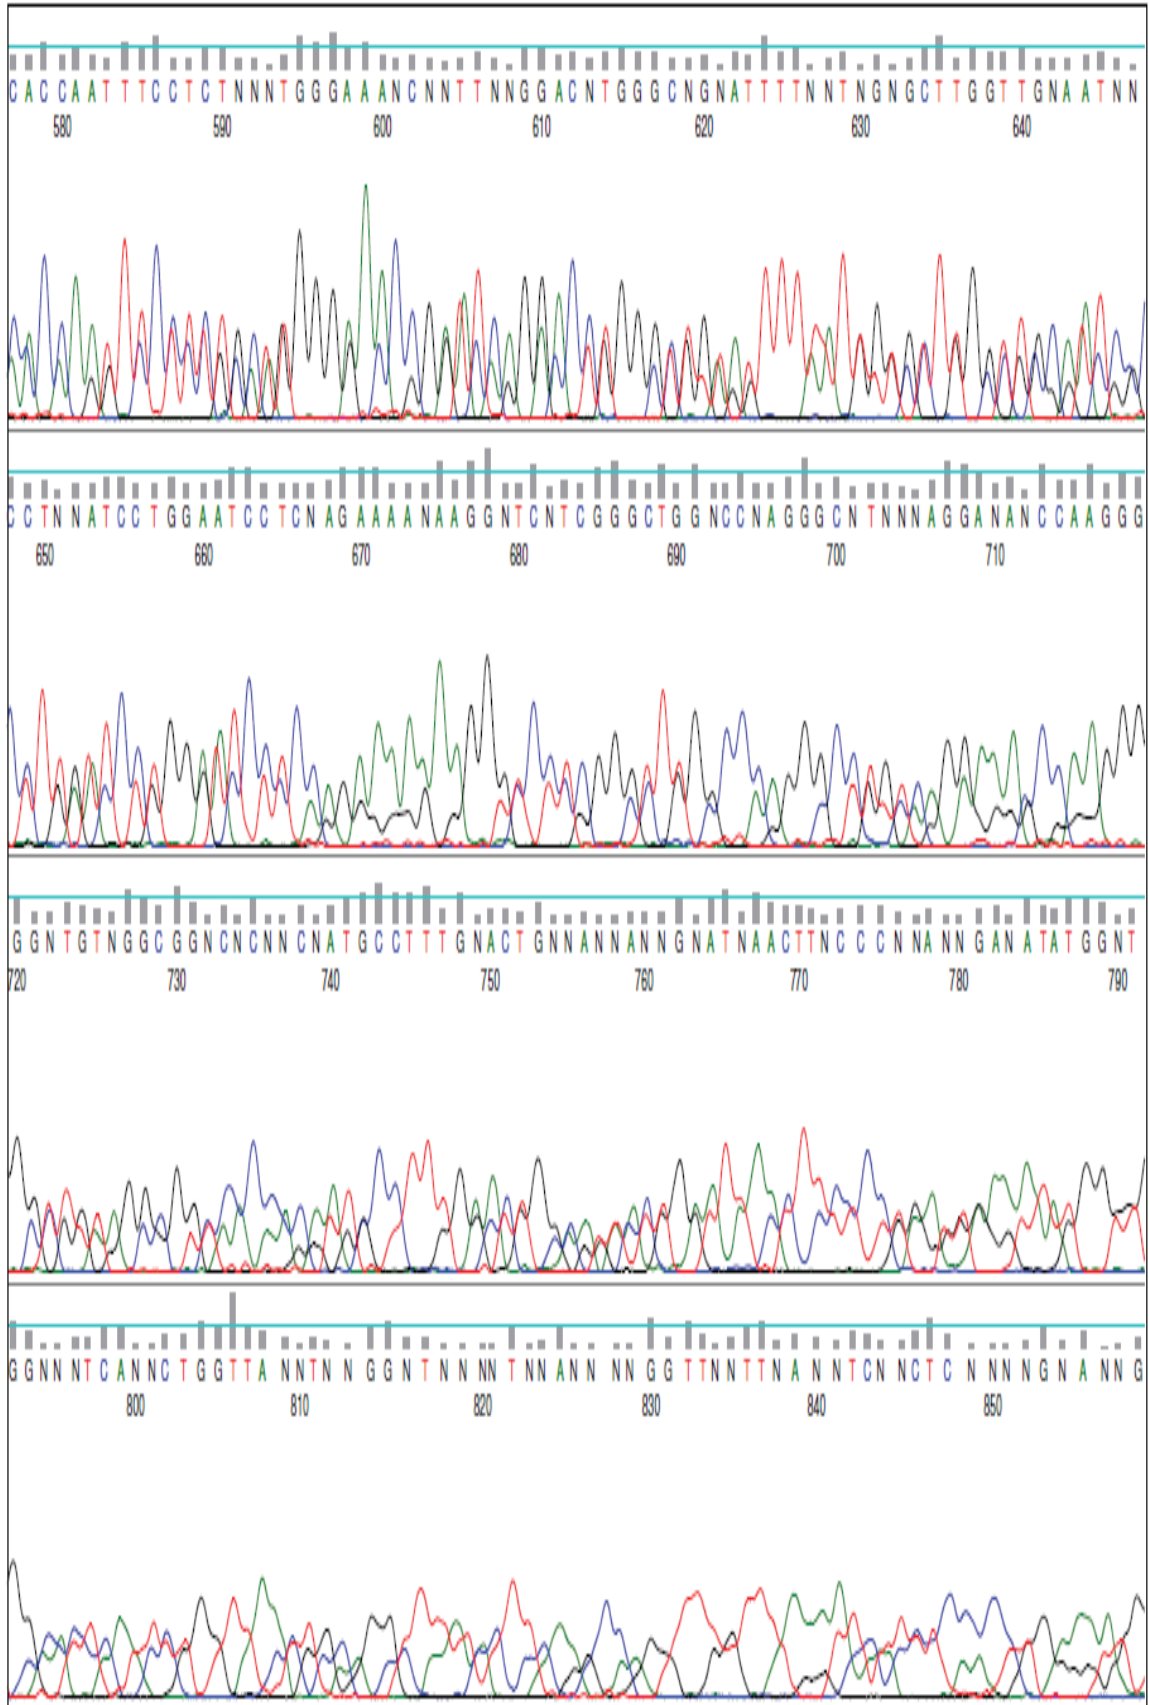 CACCAATTTCCTCTNNNTGGGAAANCNNTTNNGGACNTGGGCNGNATTTTNNTNGNGCTTGGTTGNAATNN
580 590 600 610 620 630 640
CCTNNATCCTGGAATCCTCNAGAAAANAAGGNTCNTCGGGCTGGNCCNAGGGCNTNNNAGGANANCCAAGGG
650 660 670 680 690 700 710
GGNTGTNGGCGGNCNCNNCNATGCCTTTGNACTGNNANNANNGNATNAACTTNCCCNNANNGANATATGGNT
720 730 740 750 760 770 780 790
GGNNNTCANNCTGGTTANNTNNGGNTNNNNTNNANNNNGGTTNNTTNANNTCNNCTCNNNNGNANNG
800 810 820 830 840 850